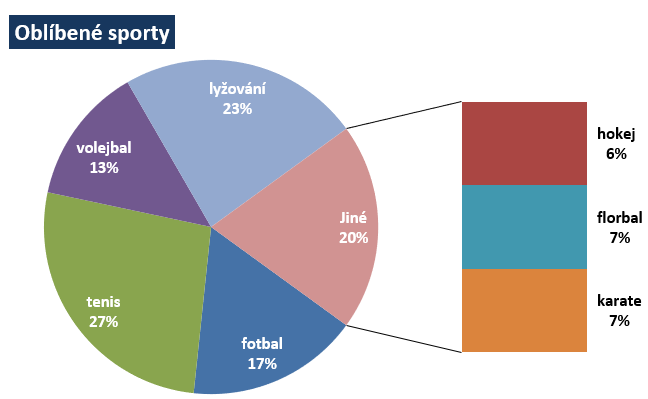 Oblíbené sporty
lyžování
23%
hokej
6%
volejbal
13%
Jiné
20%
florbal
7%
tenis
27%
karate
7%
fotbal
17%